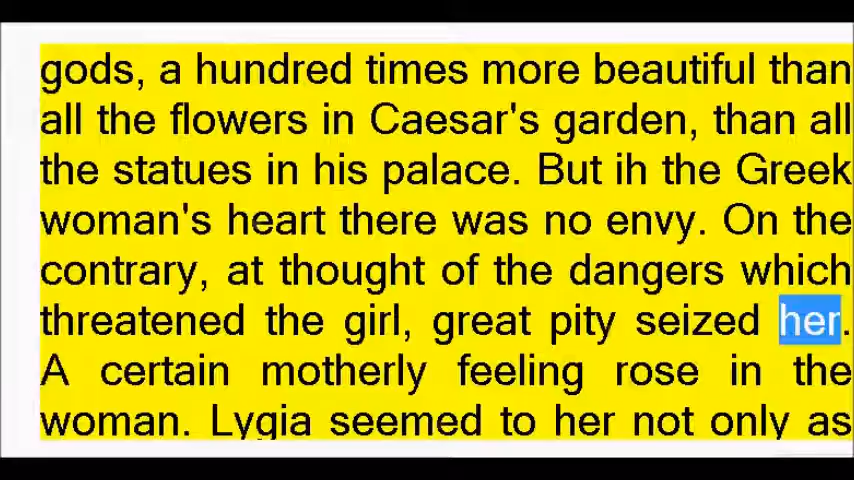 gods, a hundred times more beautiful than
all the flowers in Caesar's garden, than all
the statues in his palace. But ih the Greek
woman's heart there was no envy. On the
contrary, at thought of the dangers which
threatened the girl, great pity seized her.
A certain motherly feeling rose in the
woman. Lygia seemed to her not only as